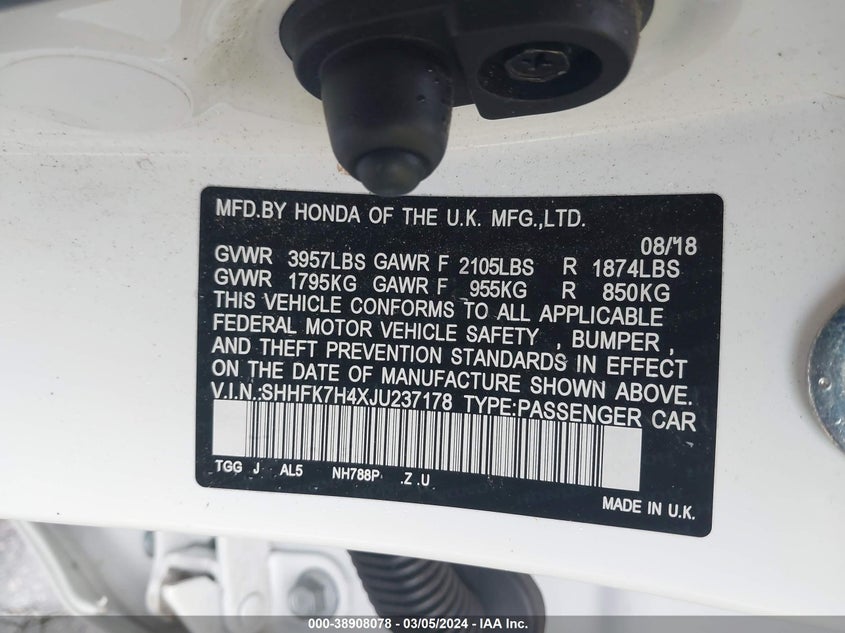 MFD.BY HONDA OF THE U.K. MFG.,LTD.
08/'18
GVWR 3957LBS GAWR F 2105LBS R 1874LBS
GVWR 1795KG GAWR F 955KG R 850KG
THIS VEHICLE CONFORMS TO ALL APPLICABLE
FEDERAL MOTOR VEHICLE SAFETY , BUMPER ,
AND THEFT PREVENTION STANDARDS IN EFFECT
ON THE DATE OF MANUFACTURE SHOWN ABOVE.
V.I.N.:SHHFK7H4XJU237178 TYPE:PASSENGER CAR
TGG J AL5 NH788P .Z .U
MADE IN U.K.
000-38908078 — 03/05/2024 — © IAA, Inc.